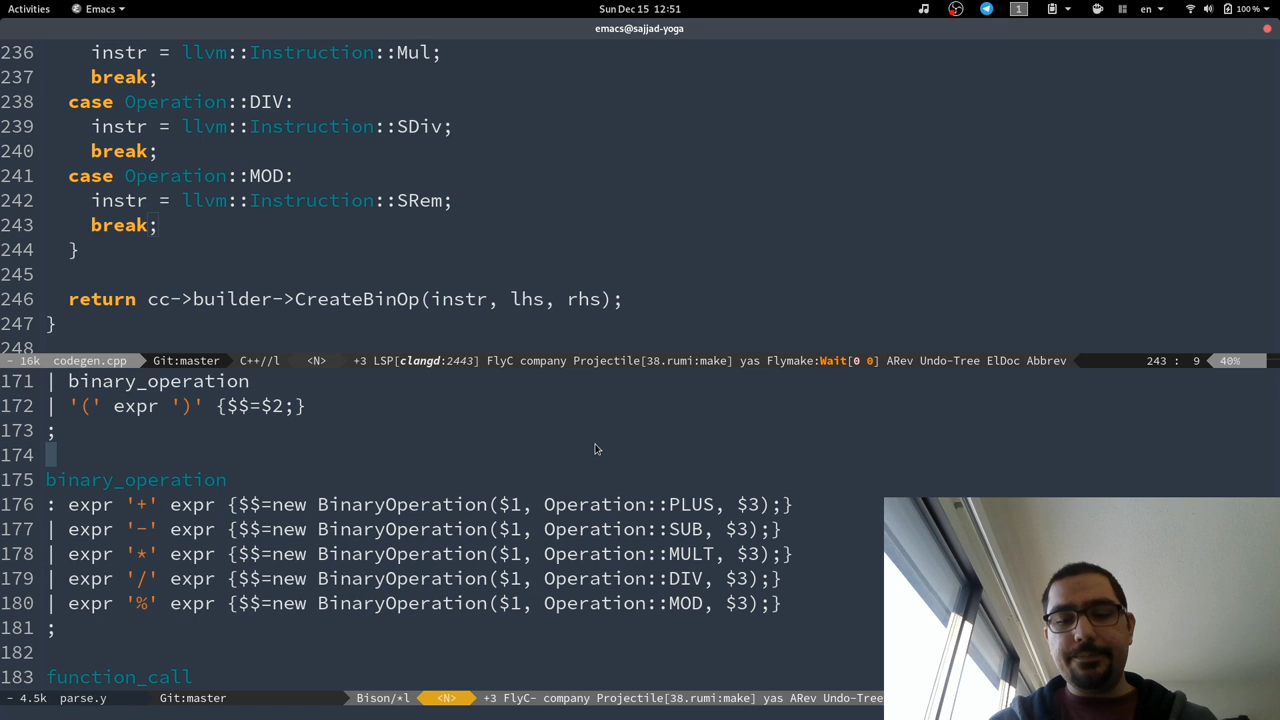 Activities Emacs Sun Dec 15 12:51 1 en 100 %
emacs@sajjad-yoga
236 instr = llvm::Instruction::Mul;
237 break;
238 case Operation::DIV:
239 instr = llvm::Instruction::SDiv;
240 break;
241 case Operation::MOD:
242 instr = llvm::Instruction::SRem;
243 break;
244 }
245
246 return cc->builder->CreateBinOp(instr, lhs, rhs);
247 }
248
- 16k codegen.cpp Git:master C++//l <N> +3 LSP[clangd:2443] FlyC company Projectile[38.rumi:make] yas Flymake:Wait[0 0] ARev Undo-Tree ElDoc Abbrev 243 : 9 40%
171 | binary_operation
172 | '(' expr ')' {$$=$2;}
173 ;
174
175 binary_operation
176 : expr '+' expr {$$=new BinaryOperation($1, Operation::PLUS, $3);}
177 | expr '-' expr {$$=new BinaryOperation($1, Operation::SUB, $3);}
178 | expr '*' expr {$$=new BinaryOperation($1, Operation::MULT, $3);}
179 | expr '/' expr {$$=new BinaryOperation($1, Operation::DIV, $3);}
180 | expr '%' expr {$$=new BinaryOperation($1, Operation::MOD, $3);}
181 ;
182
183 function_call
- 4.5k parse.y Git:master Bison/*l <N> +3 FlyC- company Projectile[38.rumi:make] yas ARev Undo-Tree